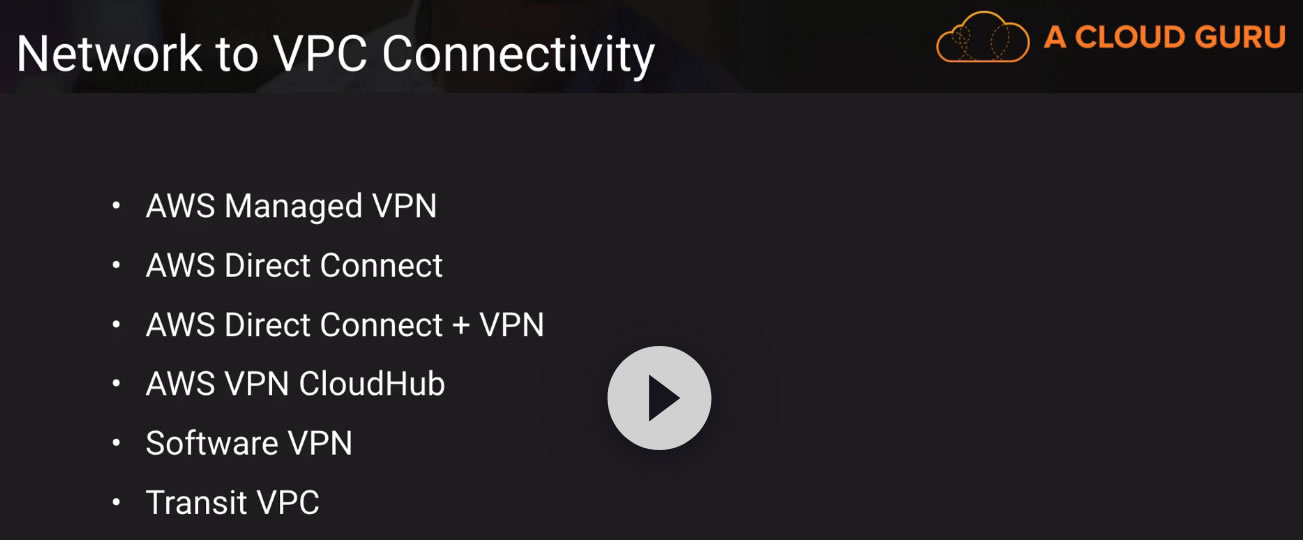 Network to VPC Connectivity
A CLOUD GURU
• AWS Managed VPN
• AWS Direct Connect
• AWS Direct Connect + VPN
• AWS VPN CloudHub
• Software VPN
• Transit VPC